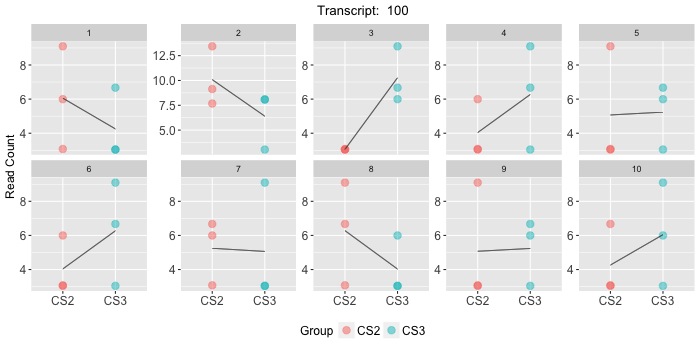 Transcript: 100
1 2 3 4 5
8 12.5 8 8 8
6 10.0 6 6 6
7.5
4 5.0 4 4 4
Read Count
6 7 8 9 10
8 8 8 8 8
6 6 6 6 6
4 4 4 4 4
CS2 CS3 CS2 CS3 CS2 CS3 CS2 CS3 CS2 CS3
Group CS2 CS3